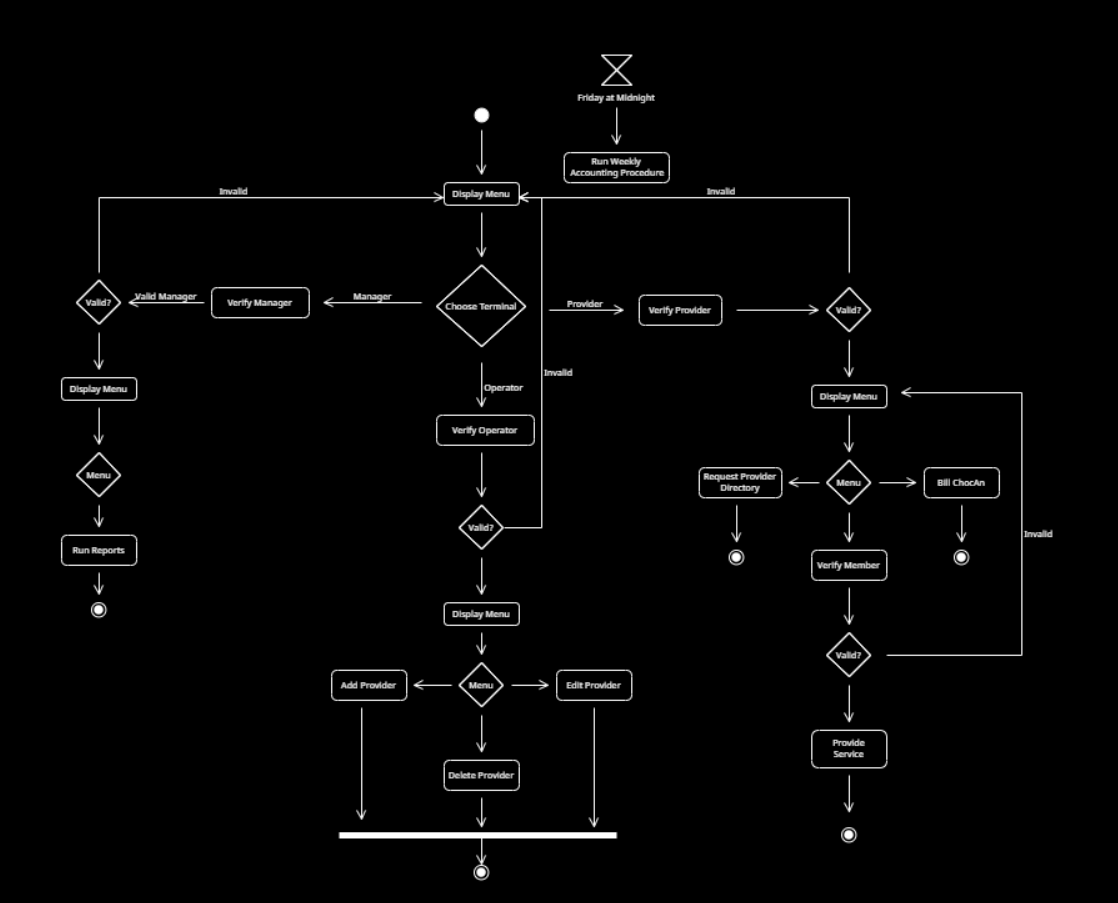 Friday at Midnight
Run Weekly
Accounting Procedure
Invalid
Display Menu
Invalid
Valid?
Valid Manager
Verify Manager
Manager
Choose Terminal
Provider
Verify Provider
Valid?
Invalid
Operator
Display Menu
Display Menu
Verify Operator
Menu
Request Provider
Directory
Menu
Bill ChocAn
Valid?
Invalid
Run Reports
Verify Member
Display Menu
Valid?
Add Provider
Menu
Edit Provider
Provide
Service
Delete Provider